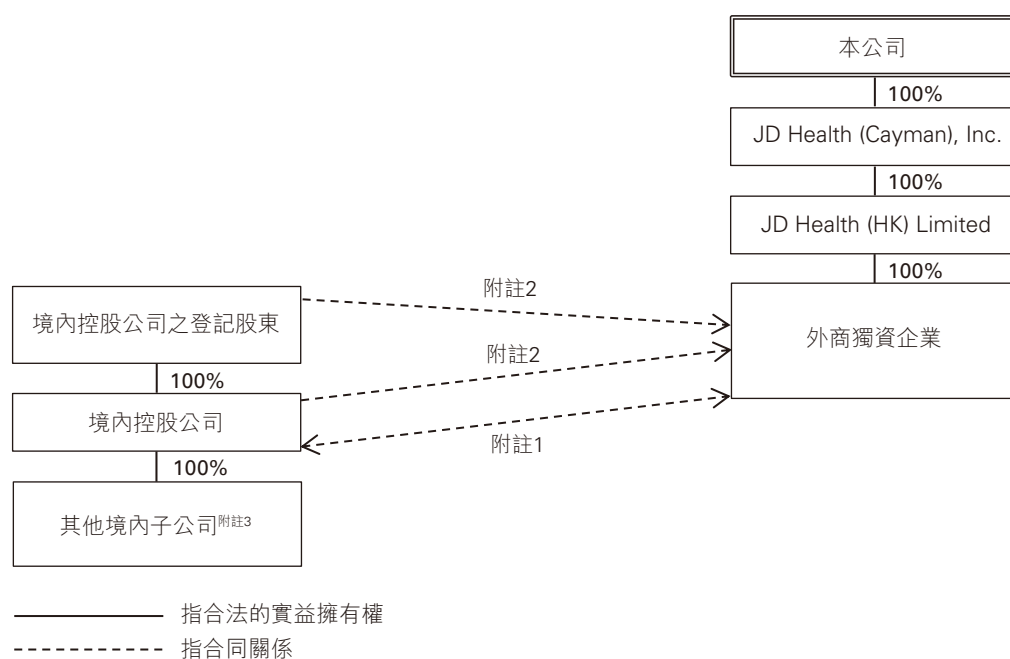 本公司
100%
JD Health (Cayman), Inc.
100%
JD Health (HK) Limited
100%
外商獨資企業
附註2
附註2
附註1
境內控股公司之登記股東
100%
境內控股公司
100%
其他境內子公司附註3
指合法的實益擁有權
指合同關係